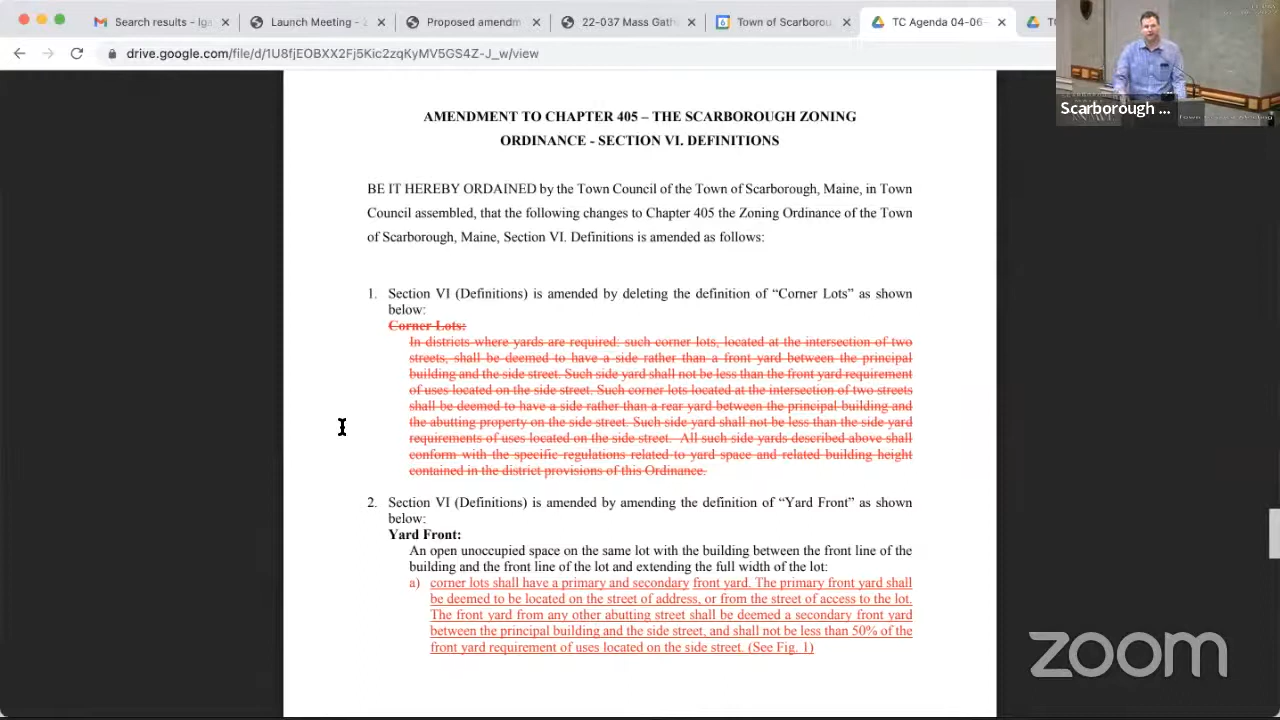 Search results - Iga
Launch Meeting - Z
Proposed amendm
22-037 Mass Gath
Town of Scarborou
TC Agenda 04-06-
TC
drive.google.com/file/d/1U8fjEOBXX2Fj5Kic2zqKyMV5GS4Z-J_w/view
Scarborough ...
AMENDMENT TO CHAPTER 405 – THE SCARBOROUGH ZONING
ORDINANCE - SECTION VI. DEFINITIONS
BE IT HEREBY ORDAINED by the Town Council of the Town of Scarborough, Maine, in Town
Council assembled, that the following changes to Chapter 405 the Zoning Ordinance of the Town
of Scarborough, Maine, Section VI. Definitions is amended as follows:
1. Section VI (Definitions) is amended by deleting the definition of “Corner Lots” as shown
below:
Corner Lots:
In districts where yards are required: such corner lots, located at the intersection of two
streets, shall be deemed to have a side rather than a front yard between the principal
building and the side street. Such side yard shall not be less than the front yard requirement
of uses located on the side street. Such corner lots located at the intersection of two streets
shall be deemed to have a side rather than a rear yard between the principal building and
the abutting property on the side street. Such side yard shall not be less than the side yard
requirements of uses located on the side street. All such side yards described above shall
conform with the specific regulations related to yard space and related building height
contained in the district provisions of this Ordinance.
2. Section VI (Definitions) is amended by amending the definition of “Yard Front” as shown
below:
Yard Front:
An open unoccupied space on the same lot with the building between the front line of the
building and the front line of the lot and extending the full width of the lot:
a) corner lots shall have a primary and secondary front yard. The primary front yard shall
be deemed to be located on the street of address, or from the street of access to the lot.
The front yard from any other abutting street shall be deemed a secondary front yard
between the principal building and the side street, and shall not be less than 50% of the
front yard requirement of uses located on the side street. (See Fig. 1)
zoom